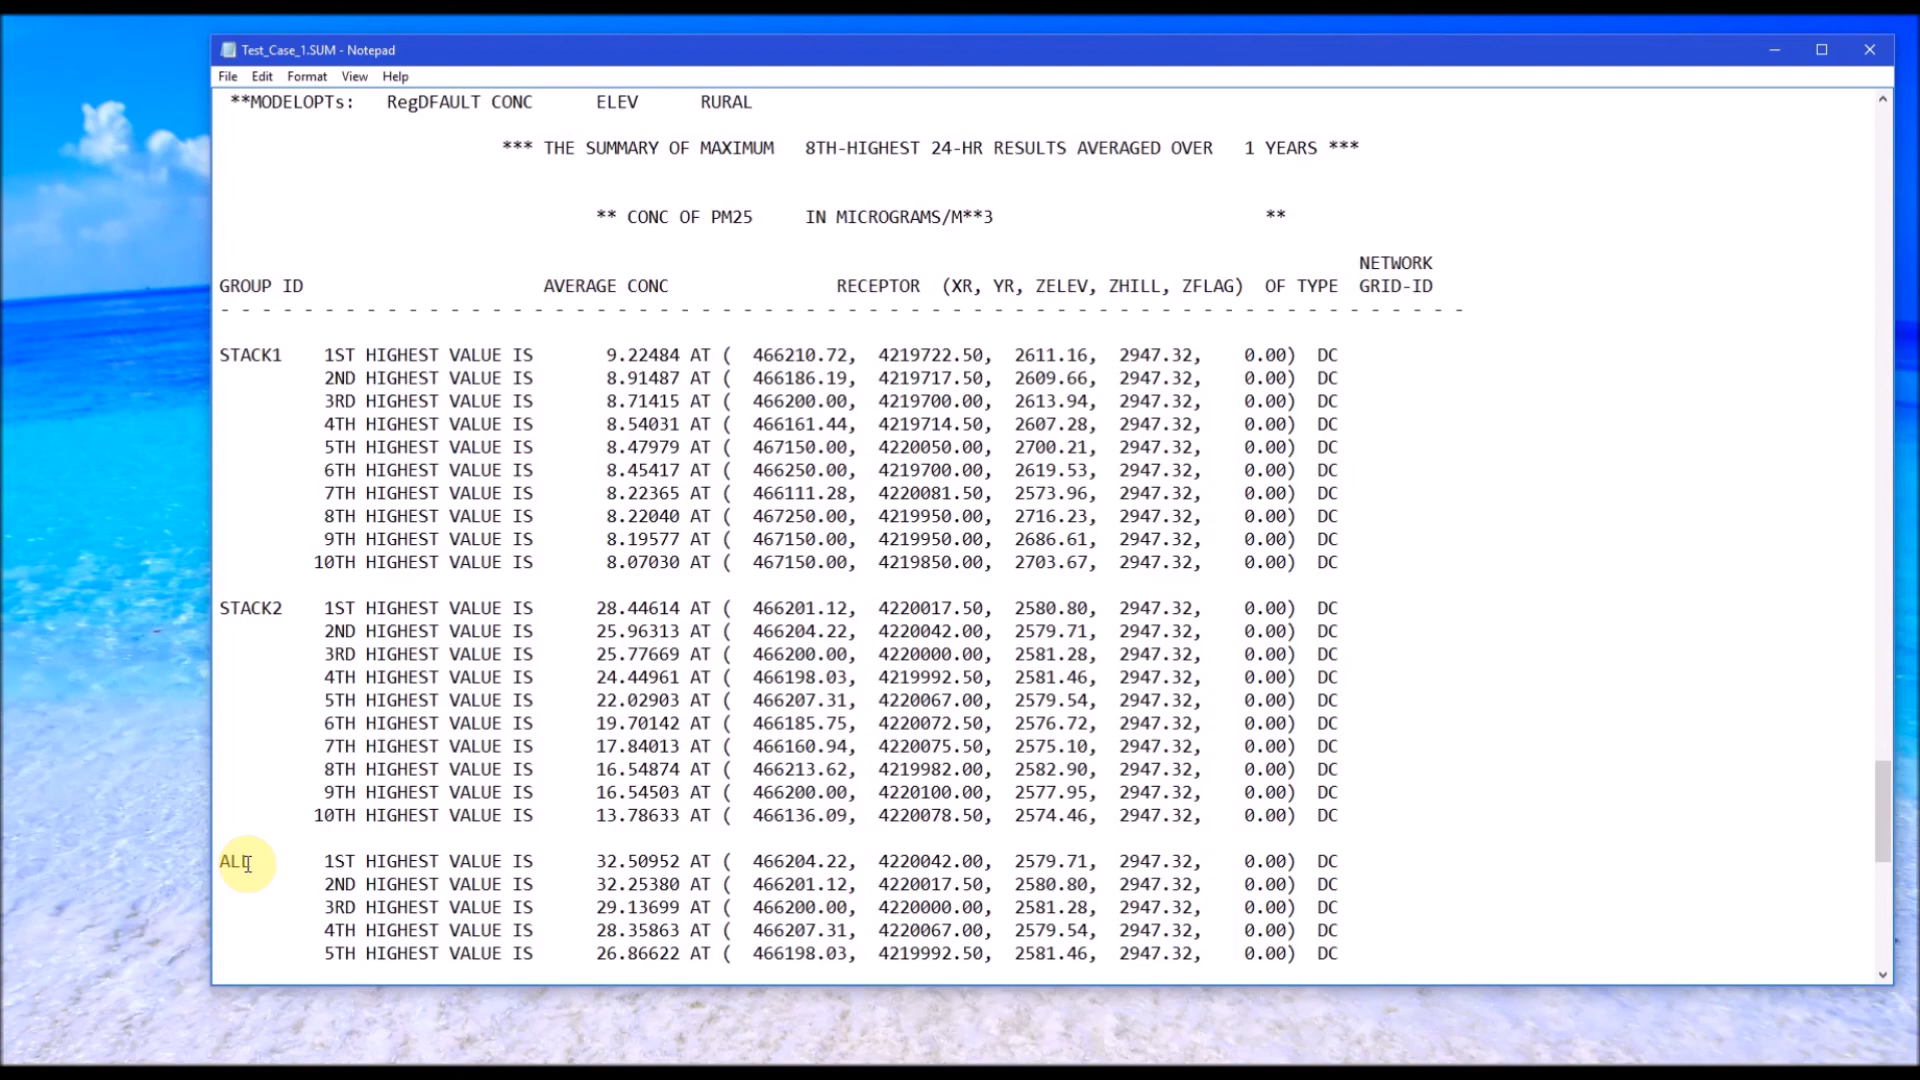 Test_Case_1.SUM - Notepad
File Edit Format View Help
**MODELOPTs: RegDFAULT CONC ELEV RURAL
*** THE SUMMARY OF MAXIMUM 8TH-HIGHEST 24-HR RESULTS AVERAGED OVER 1 YEARS ***
** CONC OF PM25 IN MICROGRAMS/M**3 **
NETWORK
GROUP ID AVERAGE CONC RECEPTOR (XR, YR, ZELEV, ZHILL, ZFLAG) OF TYPE GRID-ID
- - - - - - - - - - - - - - - - - - - - - - - - - - - - - - - - - - - - - - - - - - - - - - - - - - - - - - - - - - - -
STACK1 1ST HIGHEST VALUE IS 9.22484 AT ( 466210.72, 4219722.50, 2611.16, 2947.32, 0.00) DC
2ND HIGHEST VALUE IS 8.91487 AT ( 466186.19, 4219717.50, 2609.66, 2947.32, 0.00) DC
3RD HIGHEST VALUE IS 8.71415 AT ( 466200.00, 4219700.00, 2613.94, 2947.32, 0.00) DC
4TH HIGHEST VALUE IS 8.54031 AT ( 466161.44, 4219714.50, 2607.28, 2947.32, 0.00) DC
5TH HIGHEST VALUE IS 8.47979 AT ( 467150.00, 4220050.00, 2700.21, 2947.32, 0.00) DC
6TH HIGHEST VALUE IS 8.45417 AT ( 466250.00, 4219700.00, 2619.53, 2947.32, 0.00) DC
7TH HIGHEST VALUE IS 8.22365 AT ( 466111.28, 4220081.50, 2573.96, 2947.32, 0.00) DC
8TH HIGHEST VALUE IS 8.22040 AT ( 467250.00, 4219950.00, 2716.23, 2947.32, 0.00) DC
9TH HIGHEST VALUE IS 8.19577 AT ( 467150.00, 4219950.00, 2686.61, 2947.32, 0.00) DC
10TH HIGHEST VALUE IS 8.07030 AT ( 467150.00, 4219850.00, 2703.67, 2947.32, 0.00) DC
STACK2 1ST HIGHEST VALUE IS 28.44614 AT ( 466201.12, 4220017.50, 2580.80, 2947.32, 0.00) DC
2ND HIGHEST VALUE IS 25.96313 AT ( 466204.22, 4220042.00, 2579.71, 2947.32, 0.00) DC
3RD HIGHEST VALUE IS 25.77669 AT ( 466200.00, 4220000.00, 2581.28, 2947.32, 0.00) DC
4TH HIGHEST VALUE IS 24.44961 AT ( 466198.03, 4219992.50, 2581.46, 2947.32, 0.00) DC
5TH HIGHEST VALUE IS 22.02903 AT ( 466207.31, 4220067.00, 2579.54, 2947.32, 0.00) DC
6TH HIGHEST VALUE IS 19.70142 AT ( 466185.75, 4220072.50, 2576.72, 2947.32, 0.00) DC
7TH HIGHEST VALUE IS 17.84013 AT ( 466160.94, 4220075.50, 2575.10, 2947.32, 0.00) DC
8TH HIGHEST VALUE IS 16.54874 AT ( 466213.62, 4219982.00, 2582.90, 2947.32, 0.00) DC
9TH HIGHEST VALUE IS 16.54503 AT ( 466200.00, 4220100.00, 2577.95, 2947.32, 0.00) DC
10TH HIGHEST VALUE IS 13.78633 AT ( 466136.09, 4220078.50, 2574.46, 2947.32, 0.00) DC
ALL 1ST HIGHEST VALUE IS 32.50952 AT ( 466204.22, 4220042.00, 2579.71, 2947.32, 0.00) DC
2ND HIGHEST VALUE IS 32.25380 AT ( 466201.12, 4220017.50, 2580.80, 2947.32, 0.00) DC
3RD HIGHEST VALUE IS 29.13699 AT ( 466200.00, 4220000.00, 2581.28, 2947.32, 0.00) DC
4TH HIGHEST VALUE IS 28.35863 AT ( 466207.31, 4220067.00, 2579.54, 2947.32, 0.00) DC
5TH HIGHEST VALUE IS 26.86622 AT ( 466198.03, 4219992.50, 2581.46, 2947.32, 0.00) DC